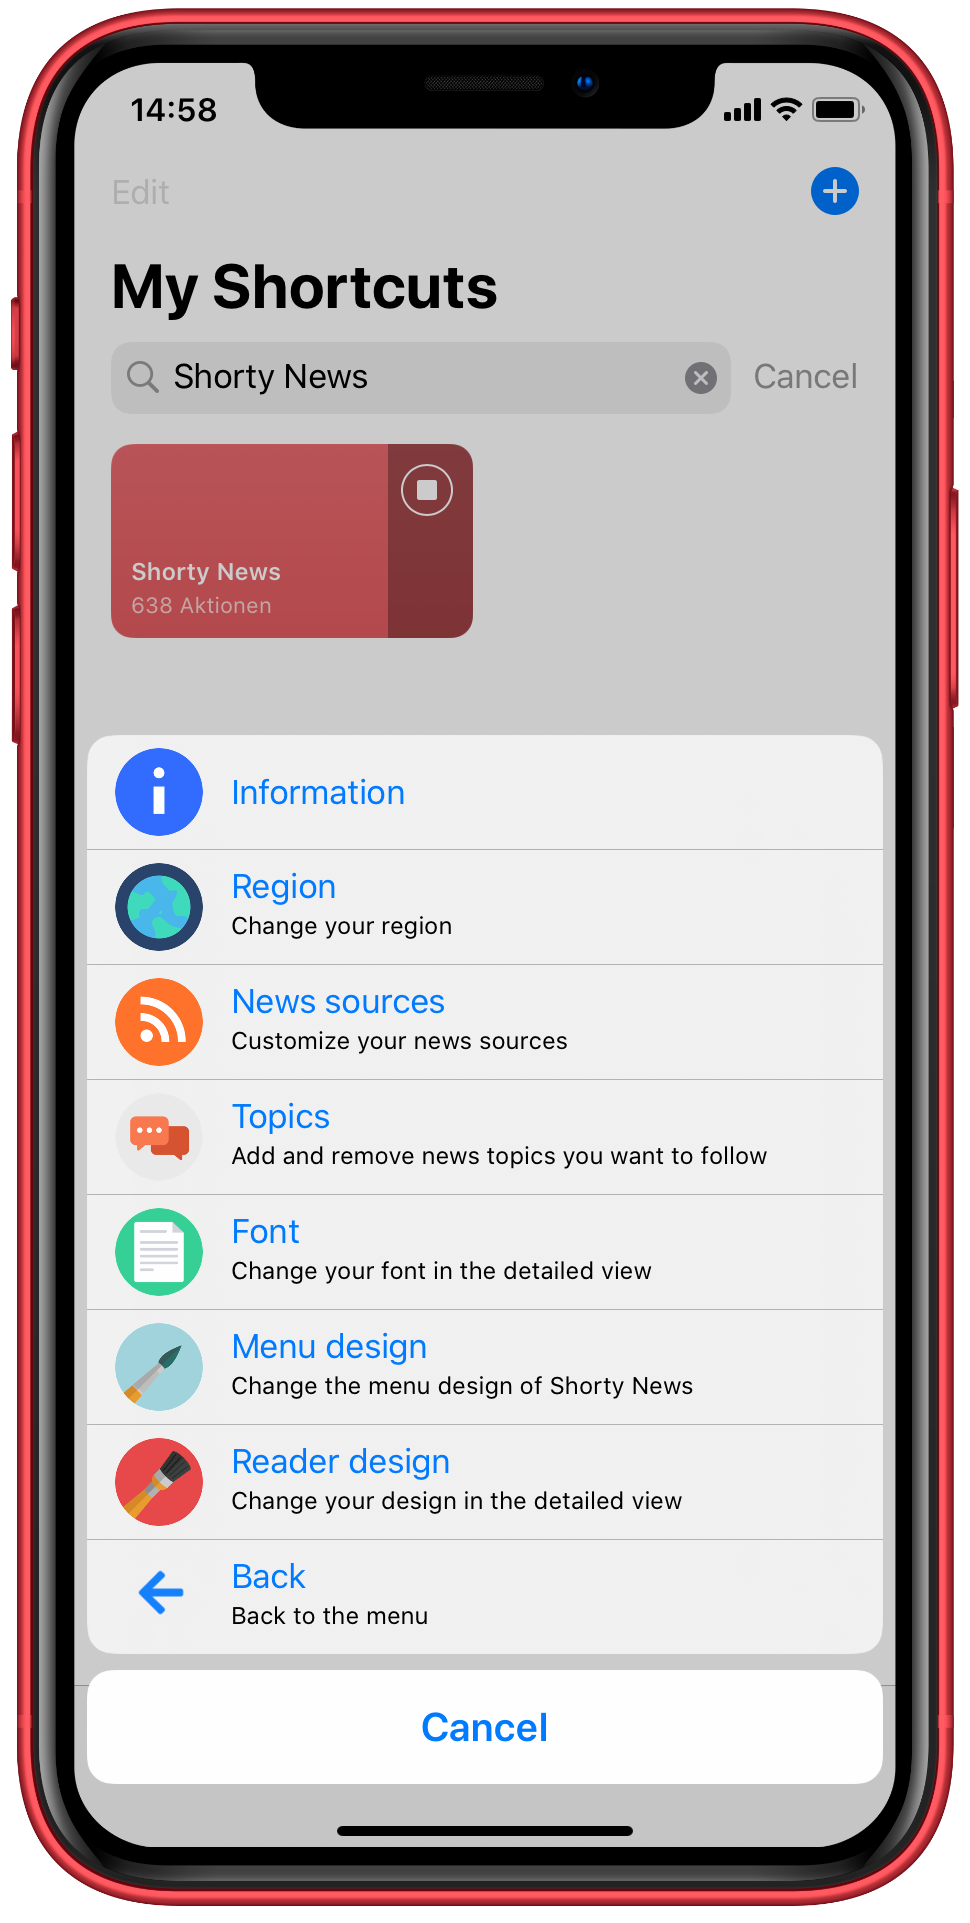 14:58
Edit
My Shortcuts
Shorty News
Cancel
Shorty News
638 Aktionen
Information
Region
Change your region
News sources
Customize your news sources
Topics
Add and remove news topics you want to follow
Font
Change your font in the detailed view
Menu design
Change the menu design of Shorty News
Reader design
Change your design in the detailed view
Back
Back to the menu
Cancel